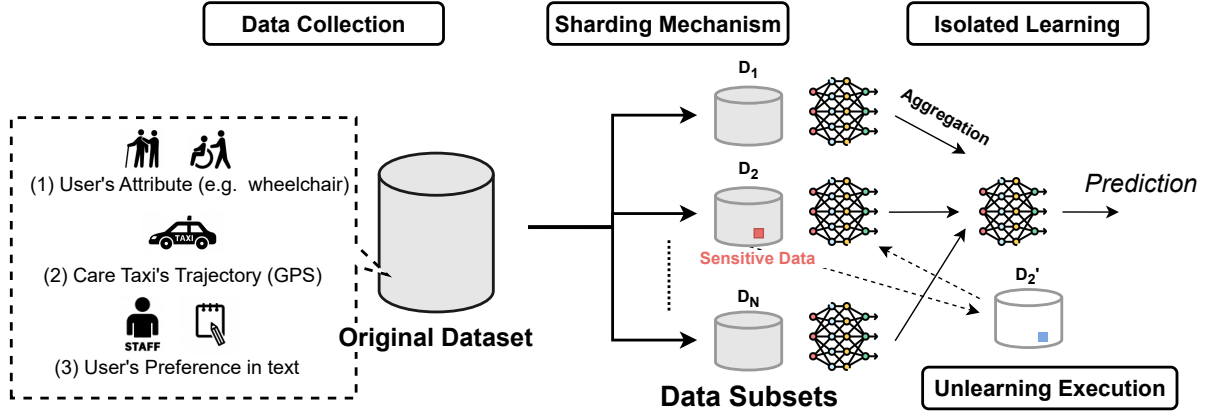 Data Collection
Sharding Mechanism
Isolated Learning
(1) User's Attribute (e.g. wheelchair)
TAXI
(2) Care Taxi's Trajectory (GPS)
STAFF
(3) User's Preference in text
Original Dataset
D1
D2
Sensitive Data
DN
Data Subsets
Aggregation
Prediction
D2'
Unlearning Execution